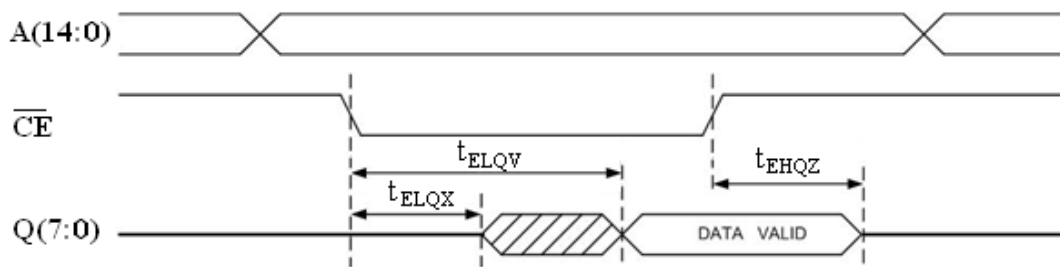 A(14:0)
CE
tELQV
tEHQZ
tELQX
Q(7:0)
DATA VALID